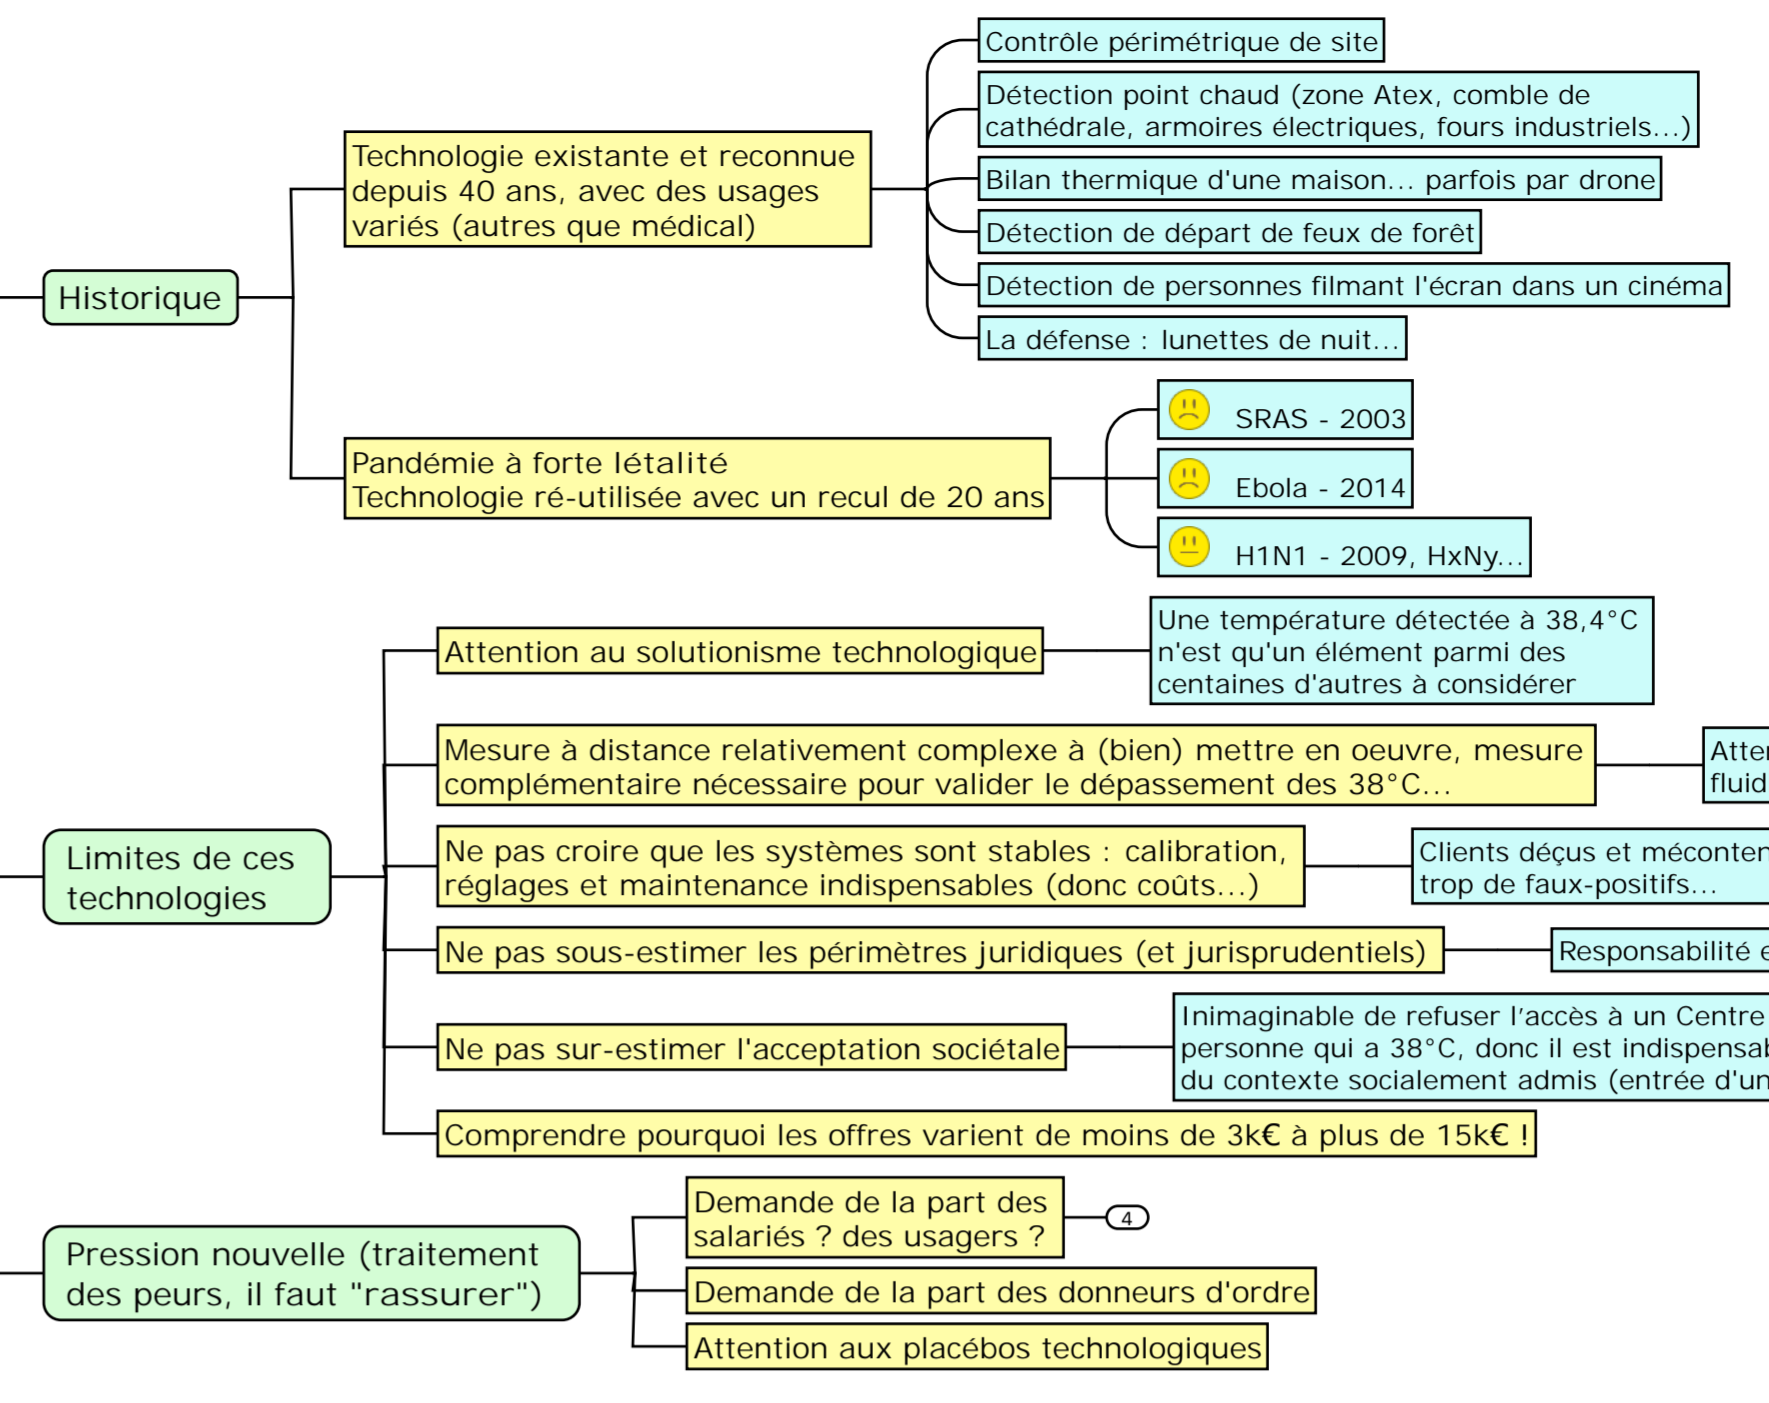 Historique
Technologie existante et reconnue
depuis 40 ans, avec des usages
variés (autres que médical)
Contrôle périmétrique de site
Détection point chaud (zone Atex, comble de
cathédrale, armoires électriques, fours industriels...)
Bilan thermique d'une maison... parfois par drone
Détection de départ de feux de forêt
Détection de personnes filmant l'écran dans un cinéma
La défense : lunettes de nuit...
Pandémie à forte létalité
Technologie ré-utilisée avec un recul de 20 ans
SRAS - 2003
Ebola - 2014
H1N1 - 2009, HxNy...
Limites de ces
technologies
Attention au solutionisme technologique
Une température détectée à 38,4°C
n'est qu'un élément parmi des
centaines d'autres à considérer
Mesure à distance relativement complexe à (bien) mettre en oeuvre, mesure
complémentaire nécessaire pour valider le dépassement des 38°C...
Ne pas croire que les systèmes sont stables : calibration,
réglages et maintenance indispensables (donc coûts...)
Clients déçus et
trop de faux-positifs...
Ne pas sous-estimer les périmètres juridiques (et jurisprudentiels)
Responsabilité
Ne pas sur-estimer l'acceptation sociétale
Inimaginable de refuser l’accès à un Centre
personne qui a 38°C, donc il est
du contexte socialement admis (entrée
Comprendre pourquoi les offres varient de moins de 3k€ à plus de 15k€ !
Pression nouvelle (traitement
des peurs, il faut "rassurer")
Demande de la part des
salariés ? des usagers ?
4
Demande de la part des donneurs d'ordre
Attention aux placébos technologiques